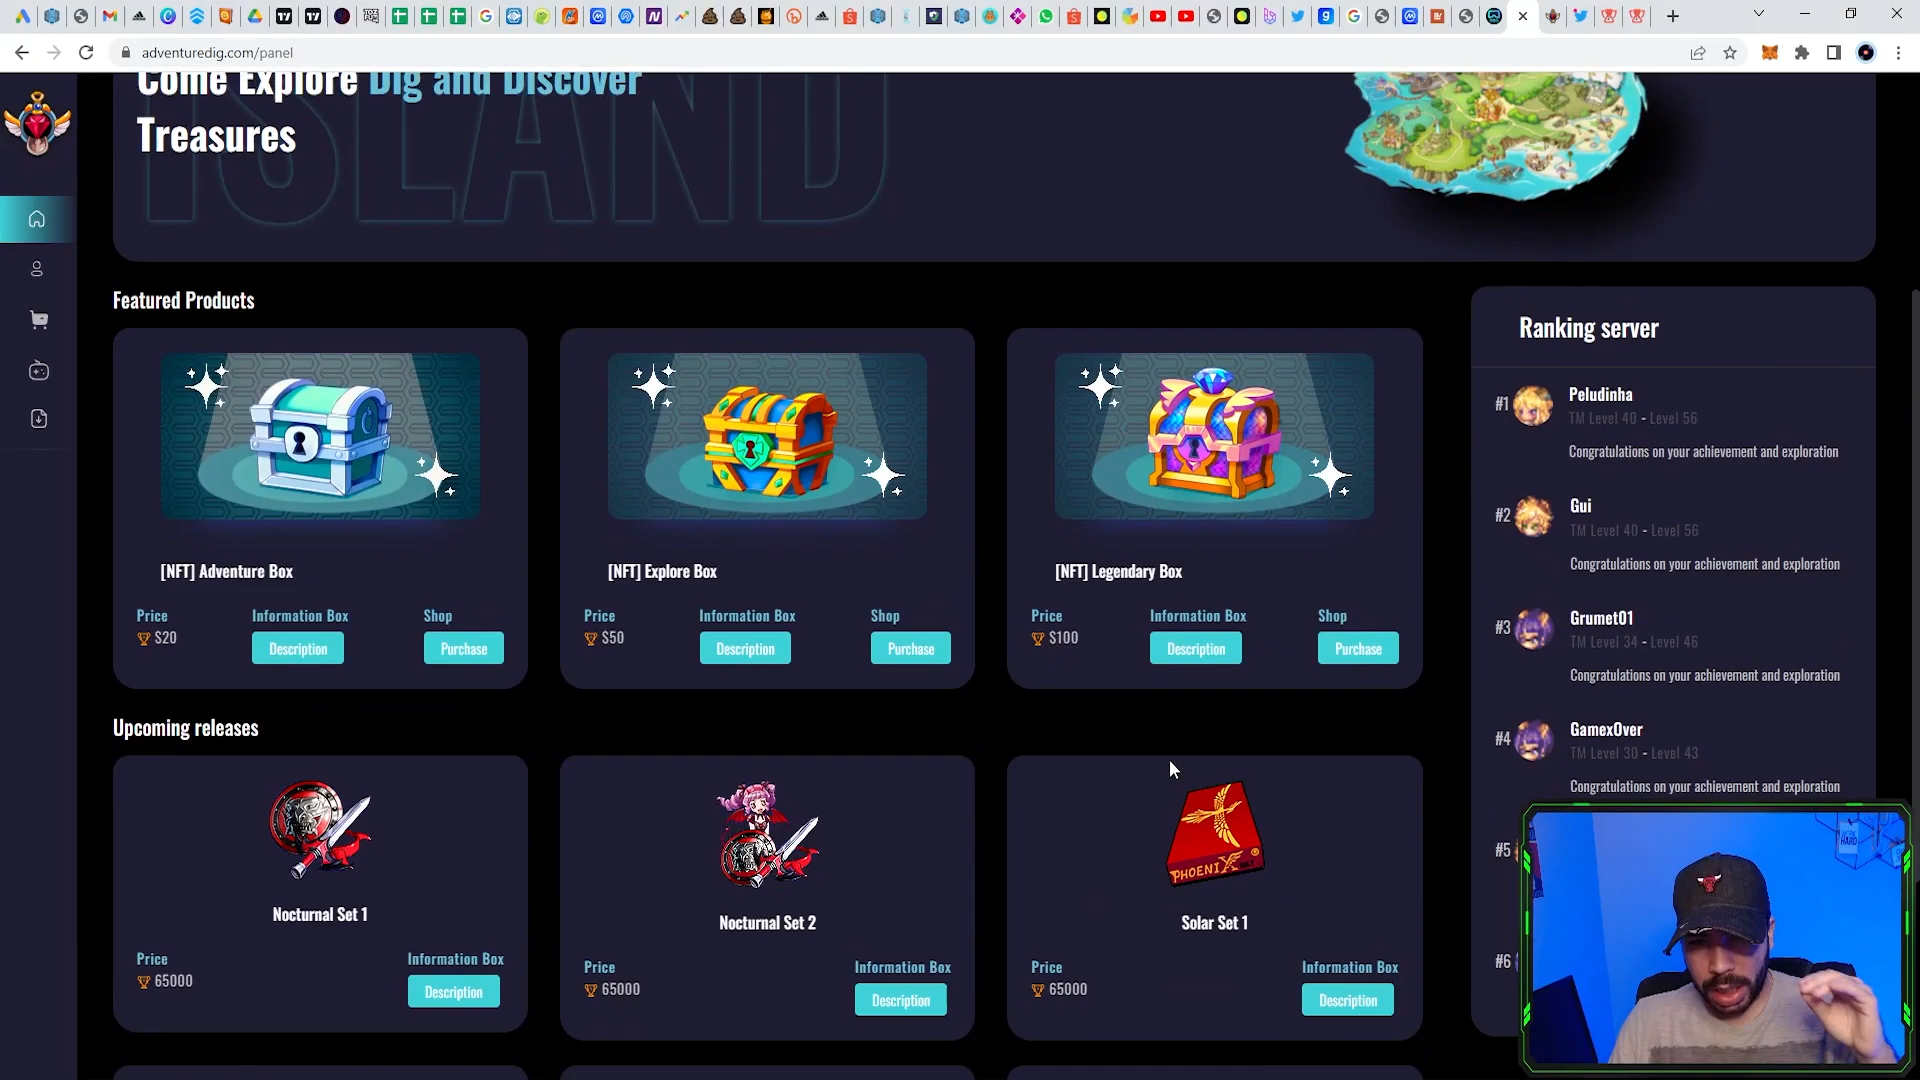 adventuredig.com/panel
Come Explore Dig and Discover
Treasures
ISLAND
Featured Products
[NFT] Adventure Box
Price
$20
Information Box
Description
Shop
Purchase
[NFT] Explore Box
Price
$50
Information Box
Description
Shop
Purchase
[NFT] Legendary Box
Price
$100
Information Box
Description
Shop
Purchase
Upcoming releases
Nocturnal Set 1
Price
65000
Information Box
Description
Nocturnal Set 2
Price
65000
Information Box
Description
PHOENIX
Solar Set 1
Price
65000
Information Box
Description
Ranking server
#1
Peludinha
TM Level 40 - Level 56
Congratulations on your achievement and exploration
#2
Gui
TM Level 40 - Level 56
Congratulations on your achievement and exploration
#3
Grumet01
TM Level 34 - Level 46
Congratulations on your achievement and exploration
#4
GamexOver
TM Level 30 - Level 43
Congratulations on your achievement and exploration
#5
#6
HARD